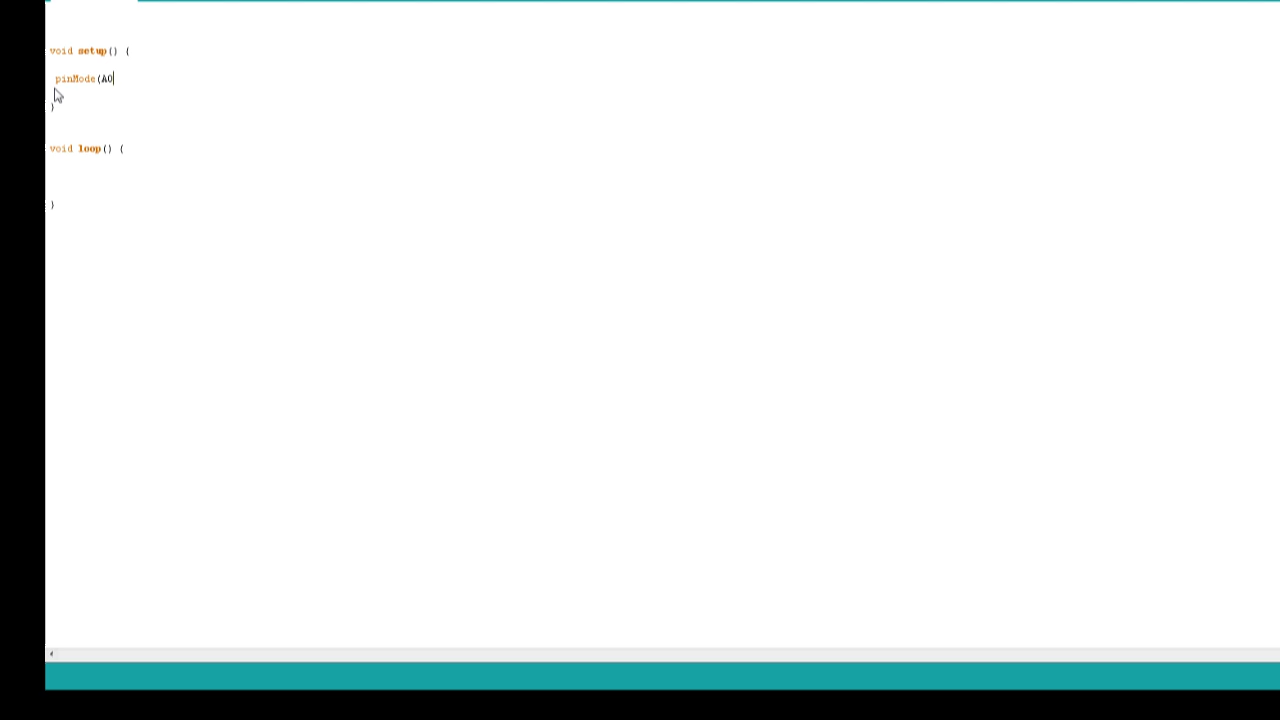 void setup() {
pinMode(A0
}
void loop() {
}